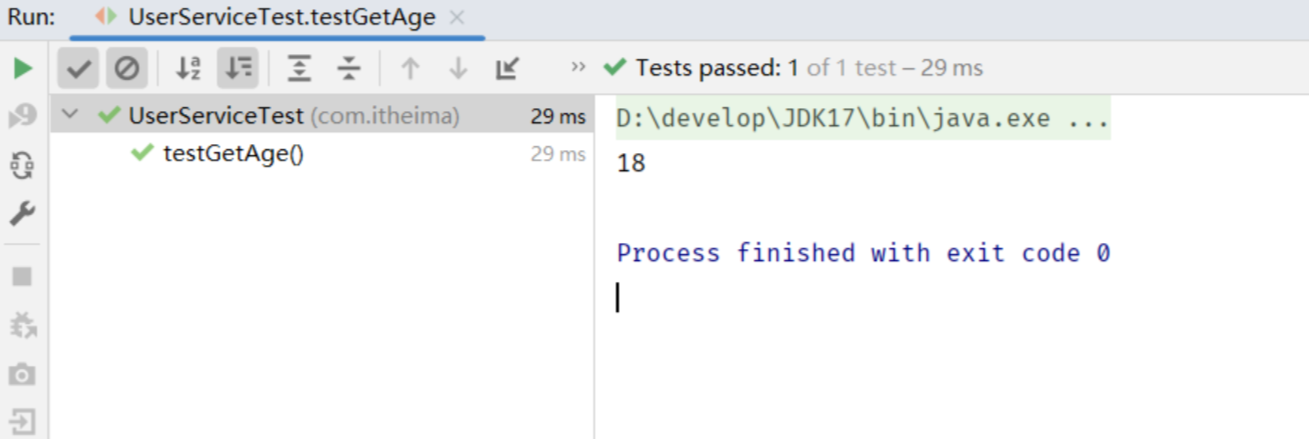 Run: UserServiceTest.testGetAge
Tests passed: 1 of 1 test – 29 ms
UserServiceTest (com.itheima) 29 ms
testGetAge() 29 ms
D:\develop\JDK17\bin\java.exe ...
18
Process finished with exit code 0